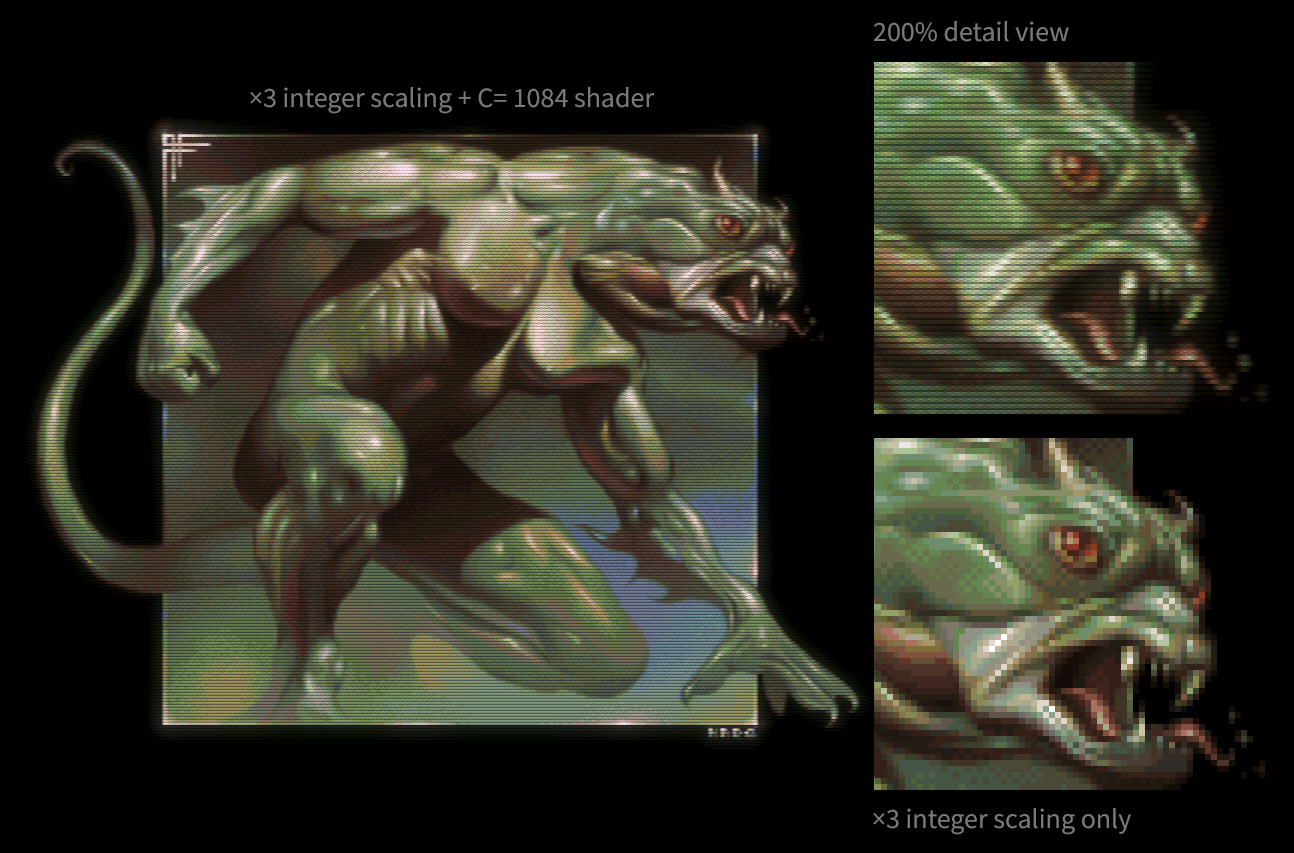 200% detail view
×3 integer scaling + C= 1084 shader
×3 integer scaling only